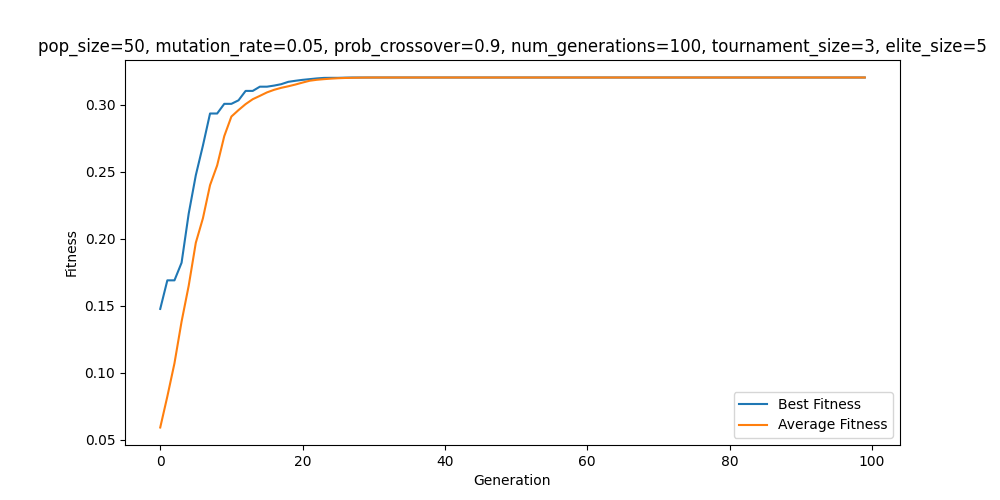 pop_size=50, mutation_rate=0.05, prob_crossover=0.9, num_generations=100, tournament_size=3, elite_size=5
0.30
0.25
0.20
0.15
0.10
0.05
Fitness
0 20 40 60 80 100
Generation
Best Fitness
Average Fitness